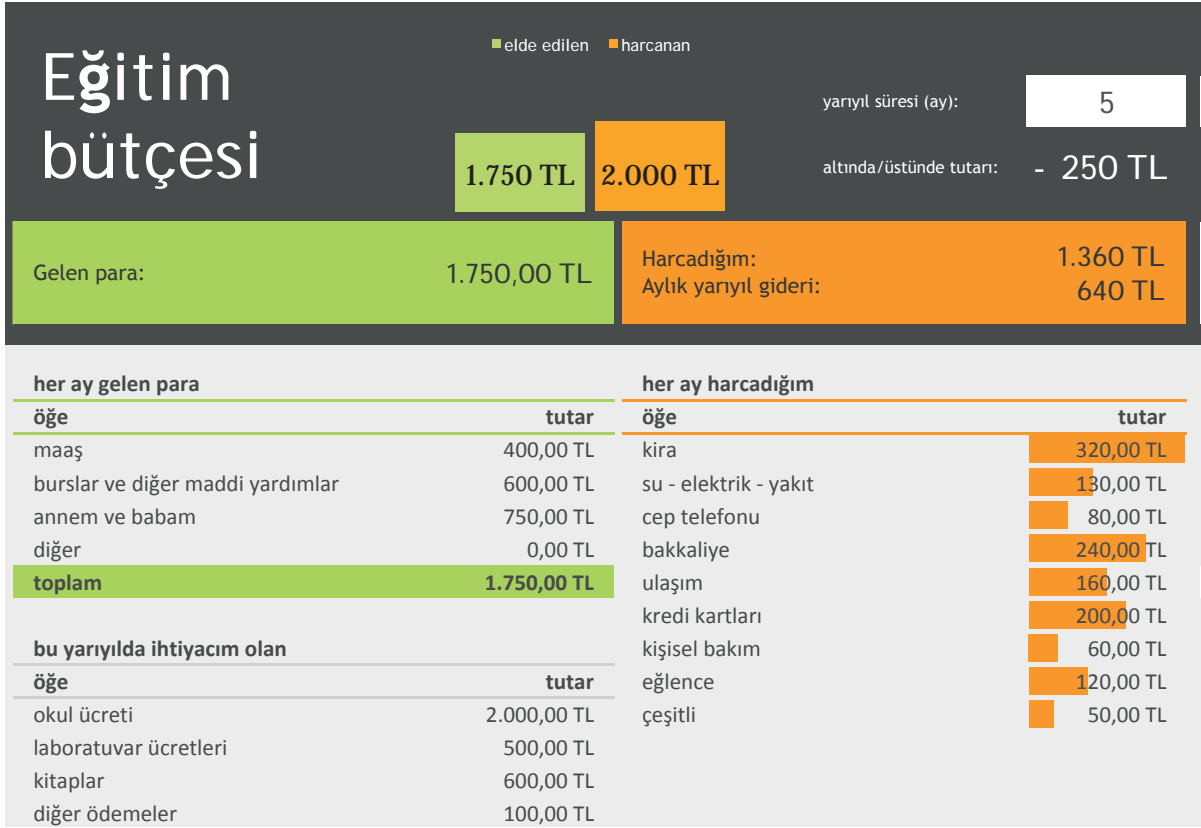 Eğitim
bütçesi
elde edilen harcanan
1.750 TL 2.000 TL
yarıyıl süresi (ay): 5
altında/üstünde tutarı: - 250 TL
Gelen para: 1.750,00 TL
Harcadığım: 1.360 TL
Aylık yarıyıl gideri: 640 TL
her ay gelen para
öğe tutar
maaş 400,00 TL
burslar ve diğer maddi yardımlar 600,00 TL
annem ve babam 750,00 TL
diğer 0,00 TL
toplam 1.750,00 TL
bu yarıyılda ihtiyacım olan
öğe tutar
okul ücreti 2.000,00 TL
laboratuvar ücretleri 500,00 TL
kitaplar 600,00 TL
diğer ödemeler 100,00 TL
her ay harcadığım
öğe tutar
kira 320,00 TL
su - elektrik - yakıt 130,00 TL
cep telefonu 80,00 TL
bakkaliye 240,00 TL
ulaşım 160,00 TL
kredi kartları 200,00 TL
kişisel bakım 60,00 TL
eğlence 120,00 TL
çeşitli 50,00 TL